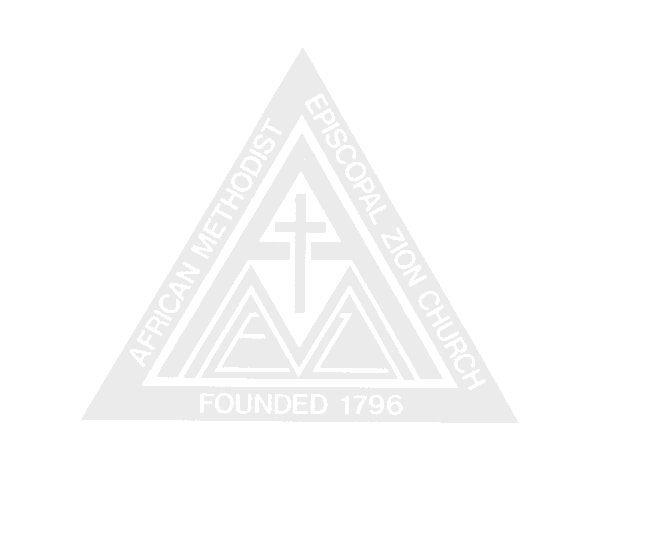 AFRICAN METHODIST
EPISCOPAL ZION CHURCH
A
M
E Z
FOUNDED 1796